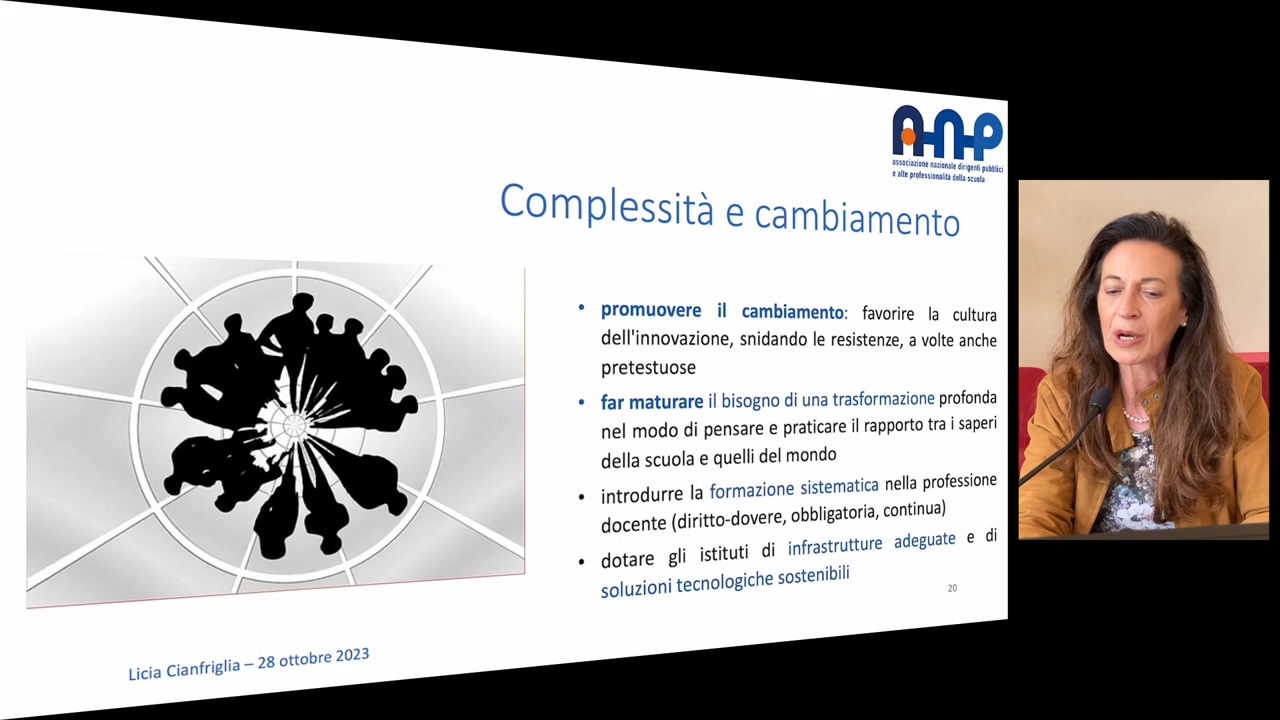 A-n-P
associazione nazionale dirigenti pubblici
e alte professionalità della scuola
Complessità e cambiamento
• promuovere il cambiamento: favorire la cultura
dell'innovazione, snidando le resistenze, a volte anche
pretestuose
• far maturare il bisogno di una trasformazione profonda
nel modo di pensare e praticare il rapporto tra i saperi
della scuola e quelli del mondo
• introdurre la formazione sistematica nella professione
docente (diritto-dovere, obbligatoria, continua)
• dotare gli istituti di infrastrutture adeguate e di
soluzioni tecnologiche sostenibili
20
Licia Cianfriglia – 28 ottobre 2023